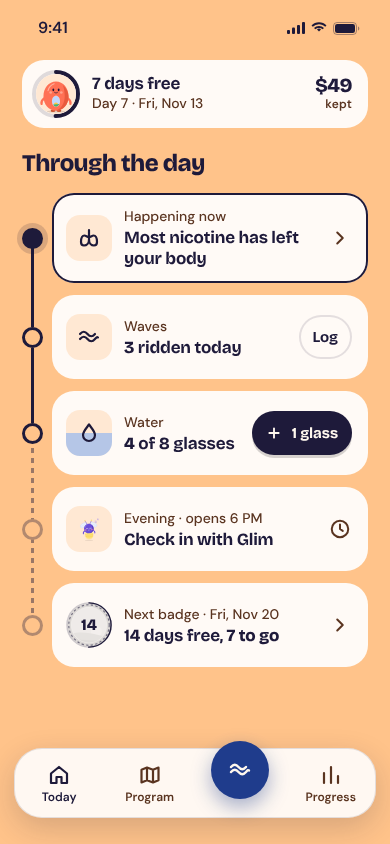 9:41
7 days free
Day 7 · Fri, Nov 13
$49
kept
Through the day
Happening now
Most nicotine has left
your body
Waves
3 ridden today
Log
Water
4 of 8 glasses
+ 1 glass
Evening · opens 6 PM
Check in with Glim
14
Next badge · Fri, Nov 20
14 days free, 7 to go
Today
Program
Progress